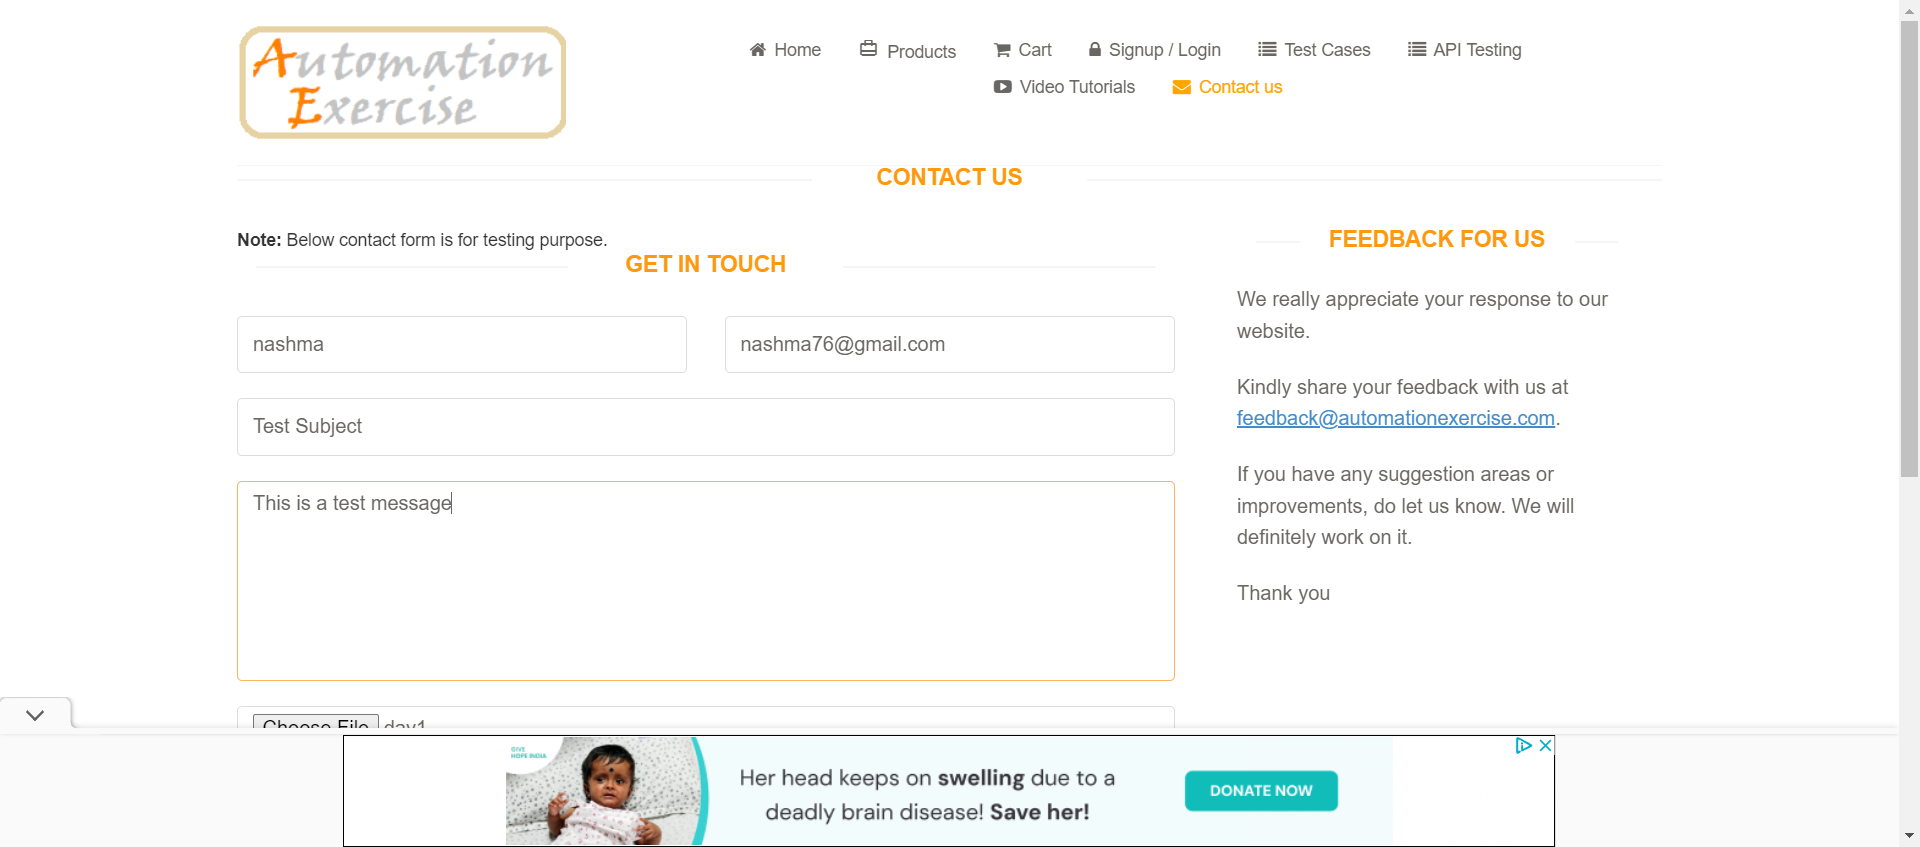 Automation
Exercise
Home
Products
Cart
Signup / Login
Test Cases
API Testing
Video Tutorials
Contact us
CONTACT US
Note: Below contact form is for testing purpose.
GET IN TOUCH
nashma
nashma76@gmail.com
Test Subject
This is a test message
Choose File day1
FEEDBACK FOR US
We really appreciate your response to our
website.
Kindly share your feedback with us at
feedback@automationexercise.com.
If you have any suggestion areas or
improvements, do let us know. We will
definitely work on it.
Thank you
GIVE
HOPE INDIA
Her head keeps on swelling due to a
deadly brain disease! Save her!
DONATE NOW